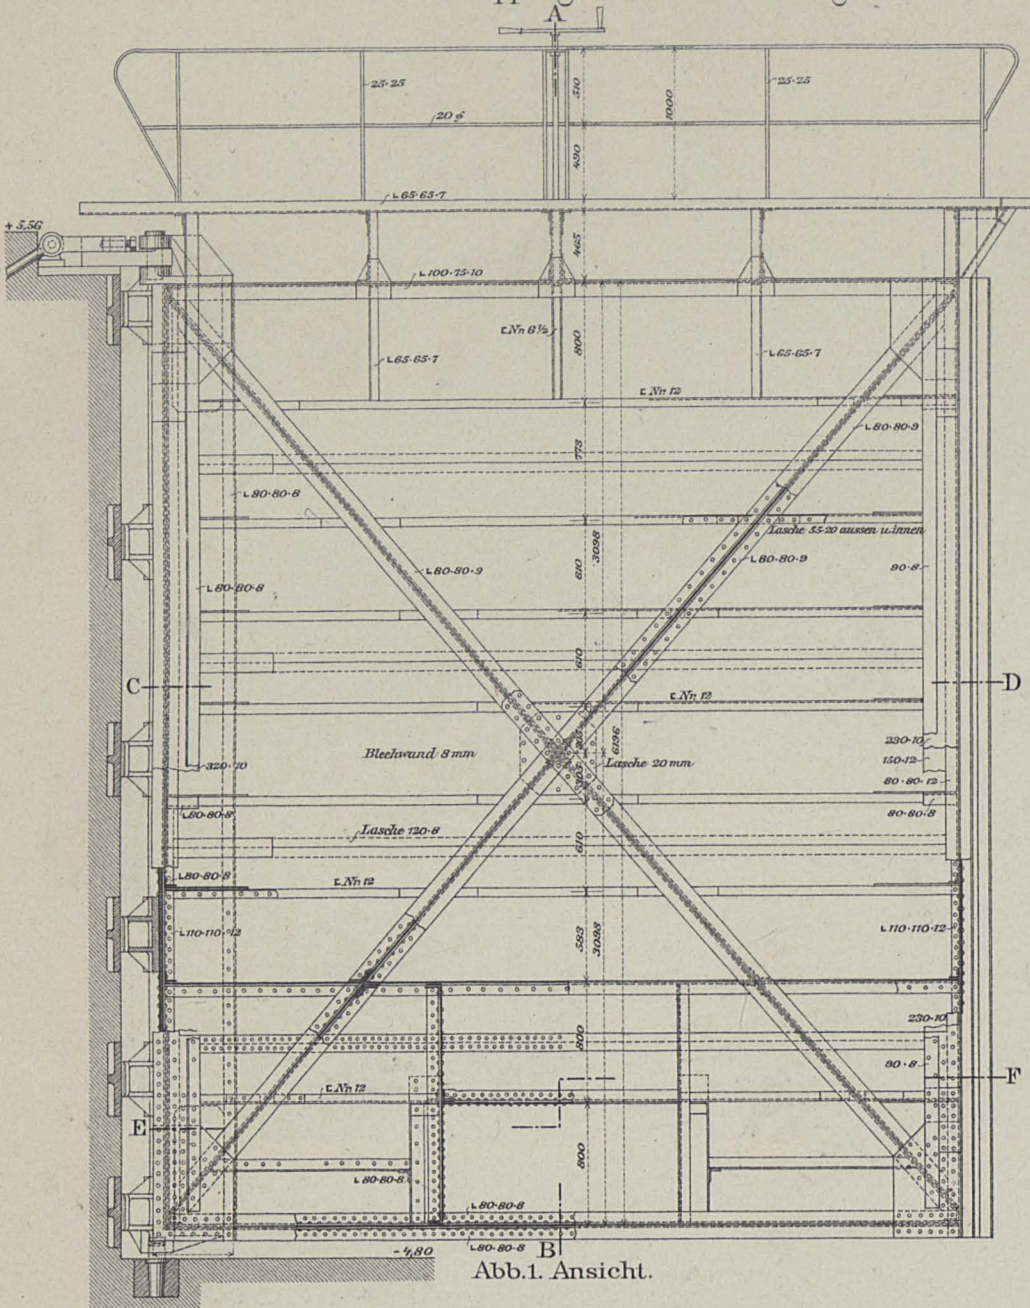 A
25·25
25·25
510
1000
20 ϕ
490
∟65·65·7
+ 5,56
465
∟100·75·10
⊏ Nr. 6½
800
∟65·65·7
∟65·65·7
⊏ Nr. 12
∟80·80·9
773
∟80·80·8
Lasche 55·20 aussen u. innen
3098
∟80·80·9
∟80·80·9
610
90·8
∟80·80·8
610
C
D
⊏ Nr. 12
305
6196
230·10
Blechwand 8 mm
150·12
Lasche 20 mm
320·10
305
80·80·12
∟80·80·8
80·80·8
Lasche 120·8
610
∟80·80·8
⊏ Nr. 12
∟110·110·12
∟110·110·12
583
3098
230·10
800
90·8
⊏ Nr. 12
F
E
800
∟80·80·8
∟80·80·8
- 4,80
∟80·80·8
B
Abb. 1. Ansicht.